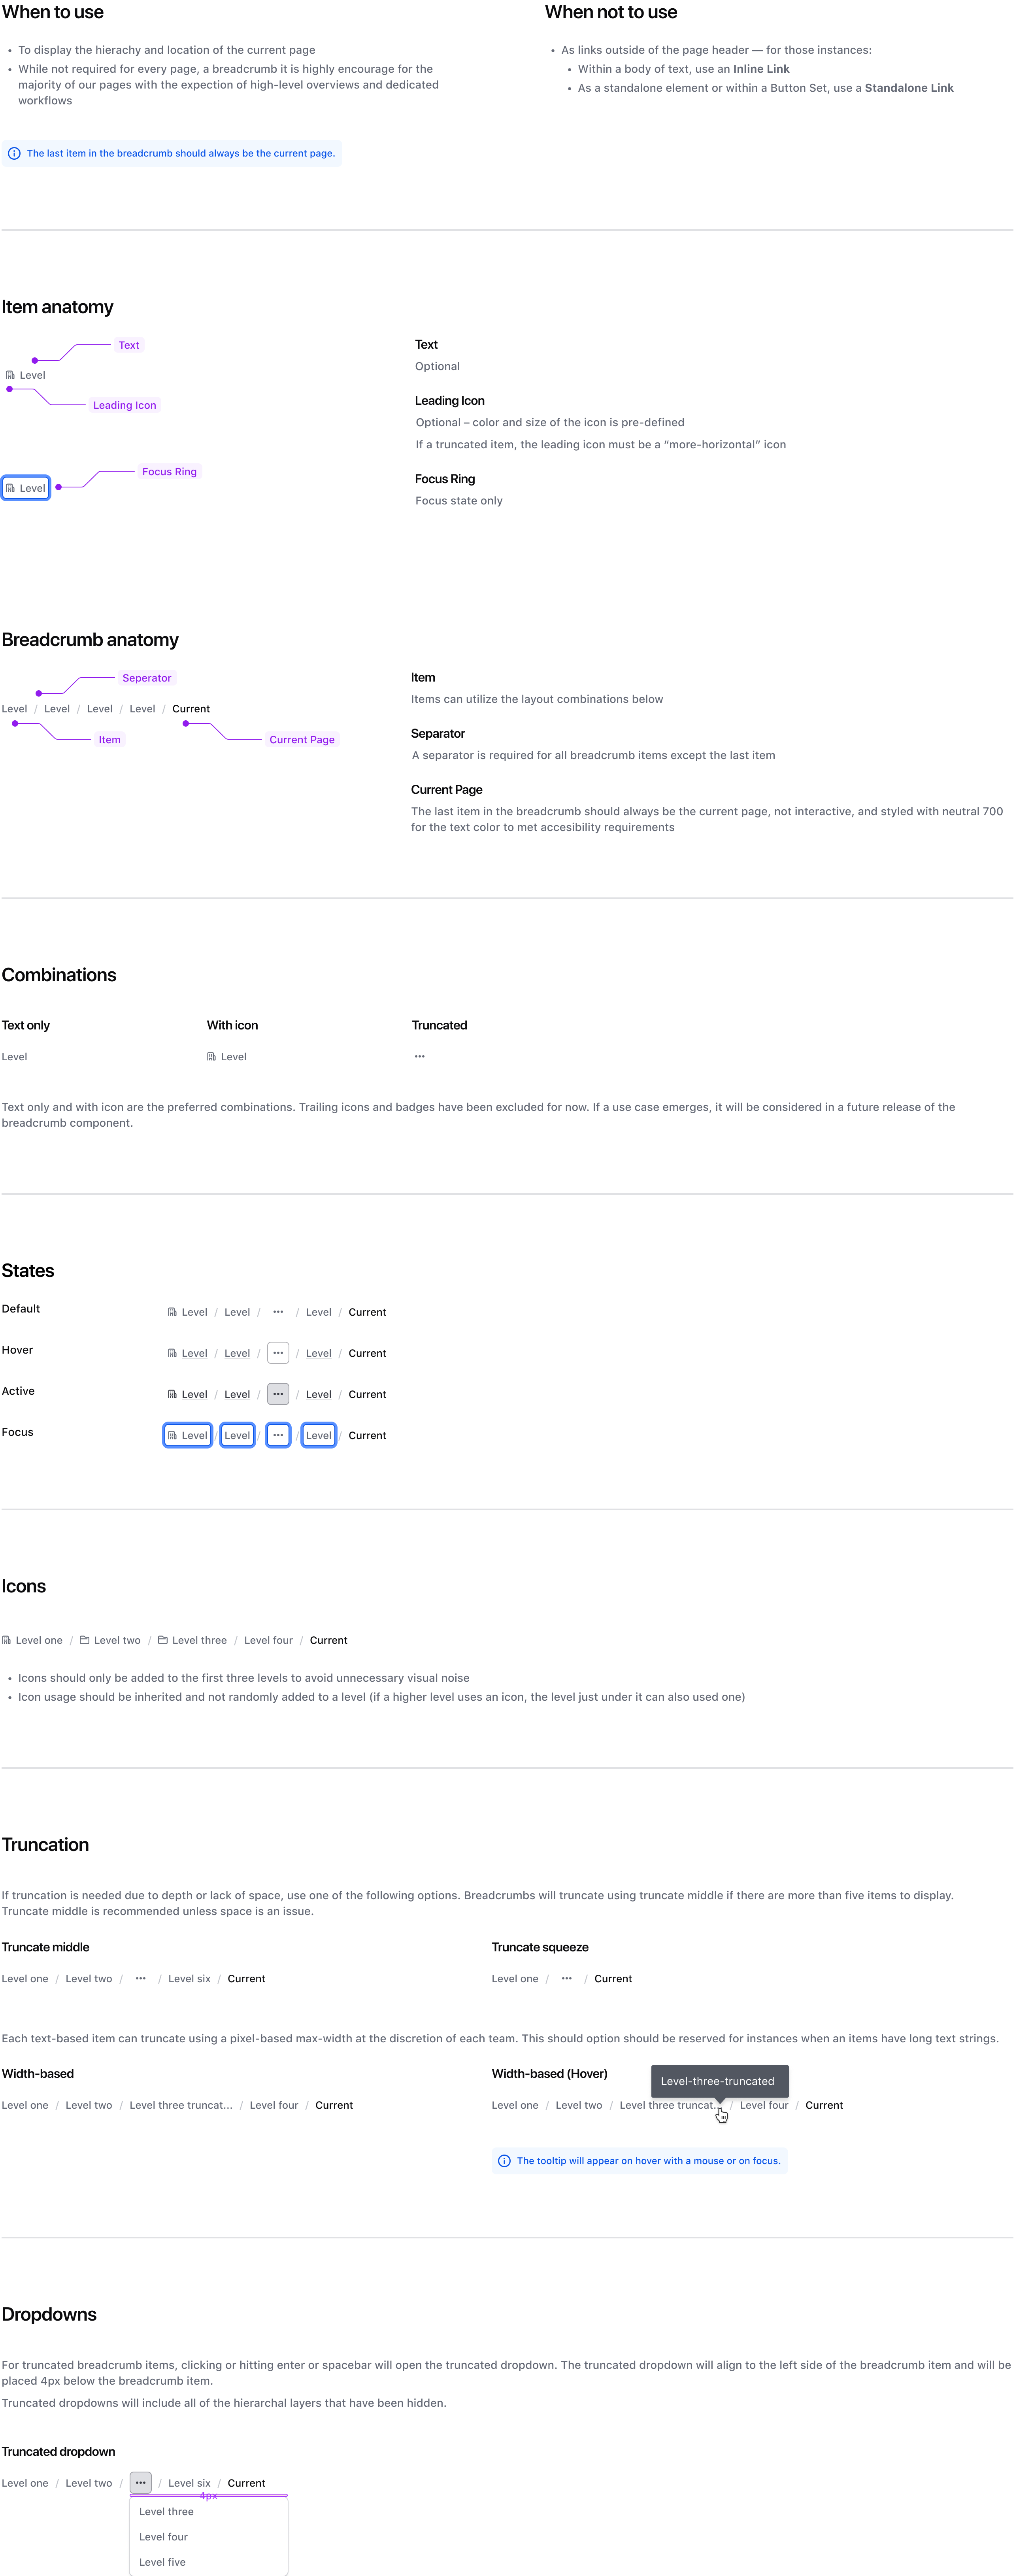 When to use
• To display the hierachy and location of the current page
• While not required for every page, a breadcrumb it is highly encourage for the
majority of our pages with the expection of high-level overviews and dedicated
workflows
The last item in the breadcrumb should always be the current page.
When not to use
• As links outside of the page header — for those instances:
• Within a body of text, use an Inline Link
• As a standalone element or within a Button Set, use a Standalone Link
Item anatomy
Text
Level
Leading Icon
Focus Ring
Level
Text
Optional
Leading Icon
Optional – color and size of the icon is pre-defined
If a truncated item, the leading icon must be a “more-horizontal” icon
Focus Ring
Focus state only
Breadcrumb anatomy
Seperator
Level / Level / Level / Level / Current
Item
Current Page
Item
Items can utilize the layout combinations below
Separator
A separator is required for all breadcrumb items except the last item
Current Page
The last item in the breadcrumb should always be the current page, not interactive, and styled with neutral 700
for the text color to met accesibility requirements
Combinations
Text only
Level
With icon
Level
Truncated
•••
Text only and with icon are the preferred combinations. Trailing icons and badges have been excluded for now. If a use case emerges, it will be considered in a future release of the
breadcrumb component.
States
Default
Level / Level / ••• / Level / Current
Hover
Level / Level / ••• / Level / Current
Active
Level / Level / ••• / Level / Current
Focus
Level / Level / ••• / Level / Current
Icons
Level one / Level two / Level three / Level four / Current
• Icons should only be added to the first three levels to avoid unnecessary visual noise
• Icon usage should be inherited and not randomly added to a level (if a higher level uses an icon, the level just under it can also used one)
Truncation
If truncation is needed due to depth or lack of space, use one of the following options. Breadcrumbs will truncate using truncate middle if there are more than five items to display.
Truncate middle is recommended unless space is an issue.
Truncate middle
Level one / Level two / ••• / Level six / Current
Truncate squeeze
Level one / ••• / Current
Each text-based item can truncate using a pixel-based max-width at the discretion of each team. This should option should be reserved for instances when an items have long text strings.
Width-based
Level one / Level two / Level three truncat... / Level four / Current
Width-based (Hover)
Level-three-truncated
Level one / Level two / Level three truncat... / Level four / Current
The tooltip will appear on hover with a mouse or on focus.
Dropdowns
For truncated breadcrumb items, clicking or hitting enter or spacebar will open the truncated dropdown. The truncated dropdown will align to the left side of the breadcrumb item and will be
placed 4px below the breadcrumb item.
Truncated dropdowns will include all of the hierarchal layers that have been hidden.
Truncated dropdown
Level one / Level two / ••• / Level six / Current
4px
Level three
Level four
Level five